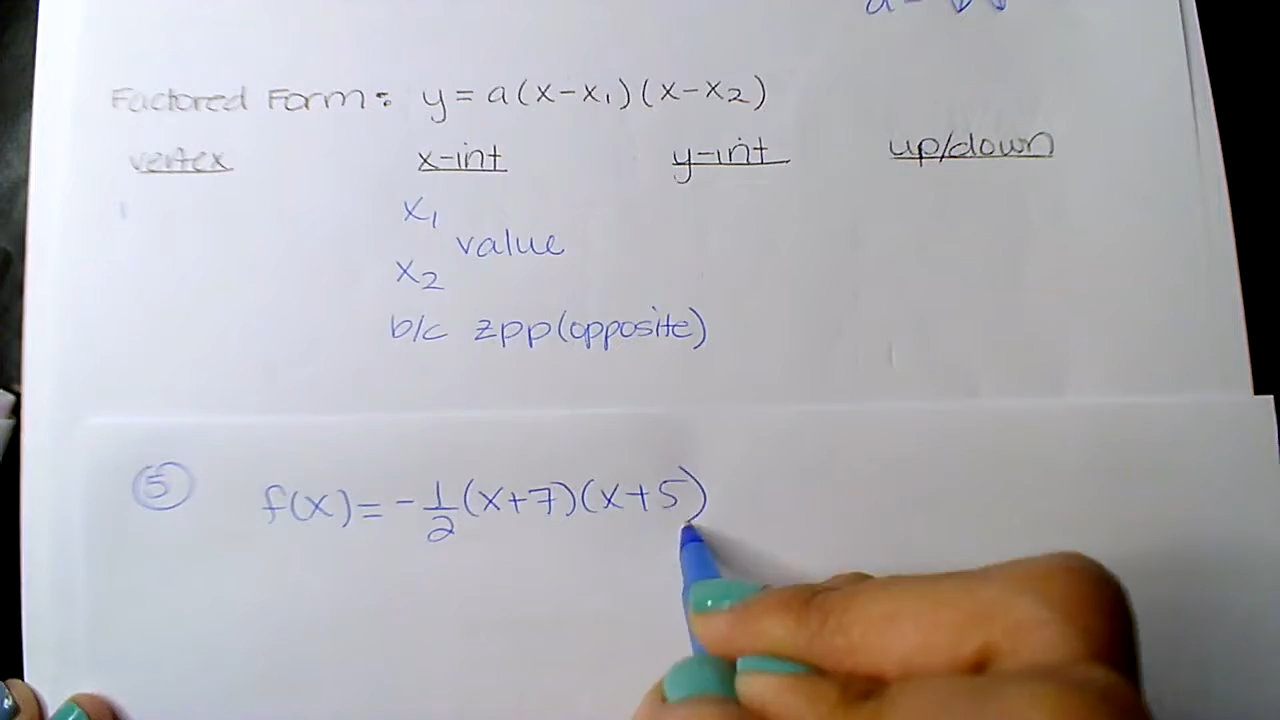 a = ↓↓
Factored Form: y = a(x-x₁)(x-x₂)
vertex x-int y-int up/down
x₁
value
x₂
b/c zpp(opposite)
⑤ f(x) = -1/2(x+7)(x+5)